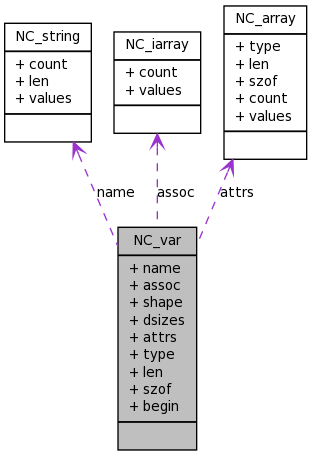 NC_string
+ count
+ len
+ values
NC_iarray
+ count
+ values
NC_array
+ type
+ len
+ szof
+ count
+ values
name
assoc
attrs
NC_var
+ name
+ assoc
+ shape
+ dsizes
+ attrs
+ type
+ len
+ szof
+ begin